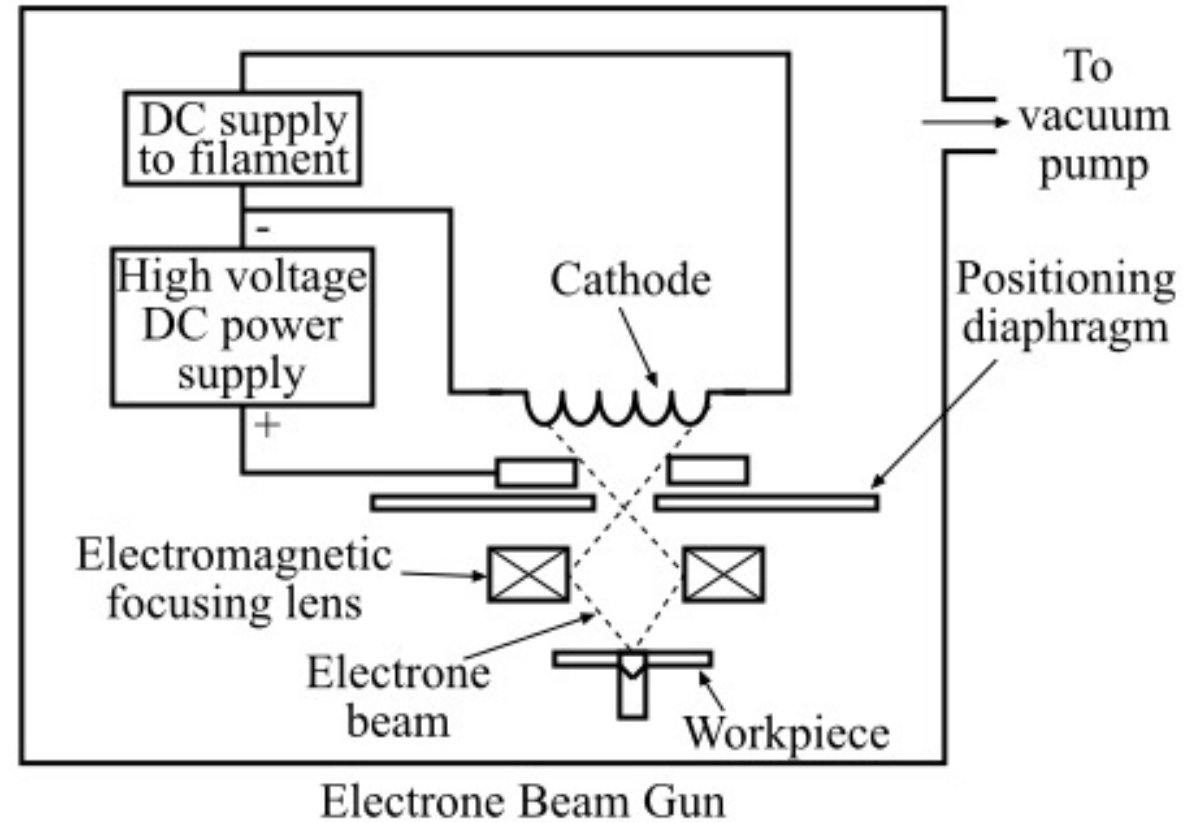 DC supply
to filament
-
High voltage
DC power
supply
+
To
vacuum
pump
Cathode
Positioning
diaphragm
Electromagnetic
focusing lens
Electrone
beam
Workpiece
Electrone Beam Gun